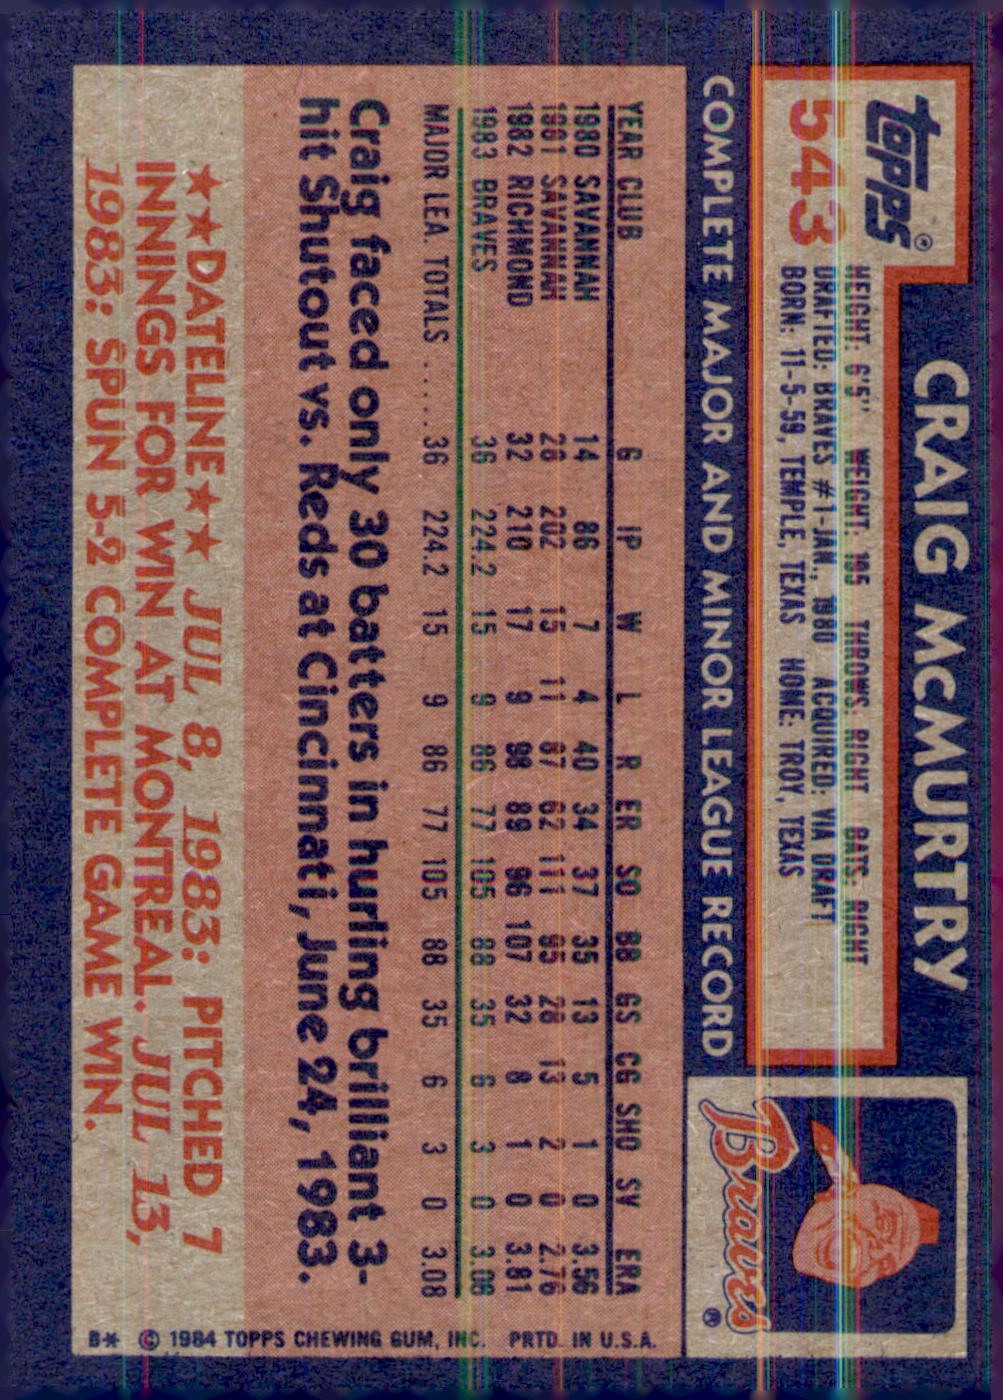 Topps®
543
CRAIG MCMURTRY
HEIGHT: 6'5" WEIGHT: 195 THROWS: RIGHT BATS: RIGHT
DRAFTED: BRAVES #1-JAN., 1980 ACQUIRED: VIA DRAFT
BORN: 11-5-59, TEMPLE, TEXAS HOME: TROY, TEXAS
Braves®
COMPLETE MAJOR AND MINOR LEAGUE RECORD
YEAR CLUB G IP W L R ER SO BB GS CG SHO SV ERA
1980 SAVANNAH 14 86 7 4 40 34 37 35 13 5 1 0 3.56
1981 SAVANNAH 28 202 15 11 87 62 111 95 28 13 2 0 2.76
1982 RICHMOND 32 210 17 9 98 89 96 107 32 8 1 0 3.81
1983 BRAVES 36 224.2 15 9 86 77 105 88 35 6 3 0 3.08
MAJOR LEA. TOTALS ..... 36 224.2 15 9 86 77 105 88 35 6 3 0 3.08
Craig faced only 30 batters in hurling brilliant 3-
hit Shutout vs. Reds at Cincinnati, June 24, 1983.
★★DATELINE★★ JUL 8, 1983: PITCHED 7
INNINGS FOR WIN AT MONTREAL. JUL 13,
1983: SPUN 5-2 COMPLETE GAME WIN.
B* © 1984 TOPPS CHEWING GUM, INC. PRTD. IN U.S.A.